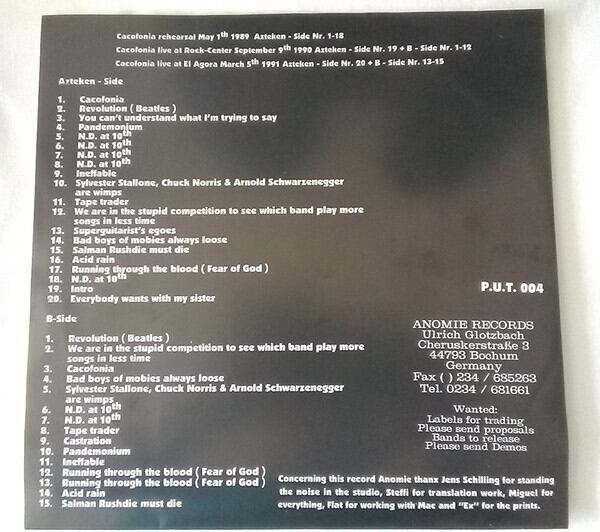 Cacofonia rehearsal May 1th 1989 Azteken - Side Nr. 1-18
Cacofonia live at Rock-Center September 9th 1990 Azteken - Side Nr. 19 + B - Side Nr. 1-12
Cacofonia live at El Agora March 5th 1991 Azteken - Side Nr. 20 + B - Side Nr. 13-15
Azteken - Side
1. Cacofonia
2. Revolution ( Beatles )
3. You can't understand what I'm trying to say
4. Pandemonium
5. N.D. at 10th
6. N.D. at 10th
7. N.D. at 10th
8. N.D. at 10th
9. Ineffable
10. Sylvester Stallone, Chuck Norris & Arnold Schwarzenegger
are wimps
11. Tape trader
12. We are in the stupid competition to see which band play more
songs in less time
13. Superguitarist's egoes
14. Bad boys of mobies always loose
15. Salman Rushdie must die
16. Acid rain
17. Running through the blood ( Fear of God )
18. N.D. at 10th
19. Intro
20. Everybody wants with my sister
P.U.T. 004
B-Side
1. Revolution ( Beatles )
2. We are in the stupid competition to see which band play more
songs in less time
3. Cacofonia
4. Bad boys of mobies always loose
5. Sylvester Stallone, Chuck Norris & Arnold Schwarzenegger
are wimps
6. N.D. at 10th
7. N.D. at 10th
8. Tape trader
9. Castration
10. Pandemonium
11. Ineffable
12. Running through the blood ( Fear of God )
13. Running through the blood ( Fear of God )
14. Acid rain
15. Salman Rushdie must die
ANOMIE RECORDS
Ulrich Glotzbach
Cheruskerstraße 3
44793 Bochum
Germany
Fax ( ) 234 / 685263
Tel. 0234 / 681661
Wanted:
Labels for trading
Please send proposals
Bands to release
Please send Demos
Concerning this record Anomie thanx Jens Schilling for standing
the noise in the studio, Steffi for translation work, Miguel for
everything, Flat for working with Mac and "Ex" for the prints.